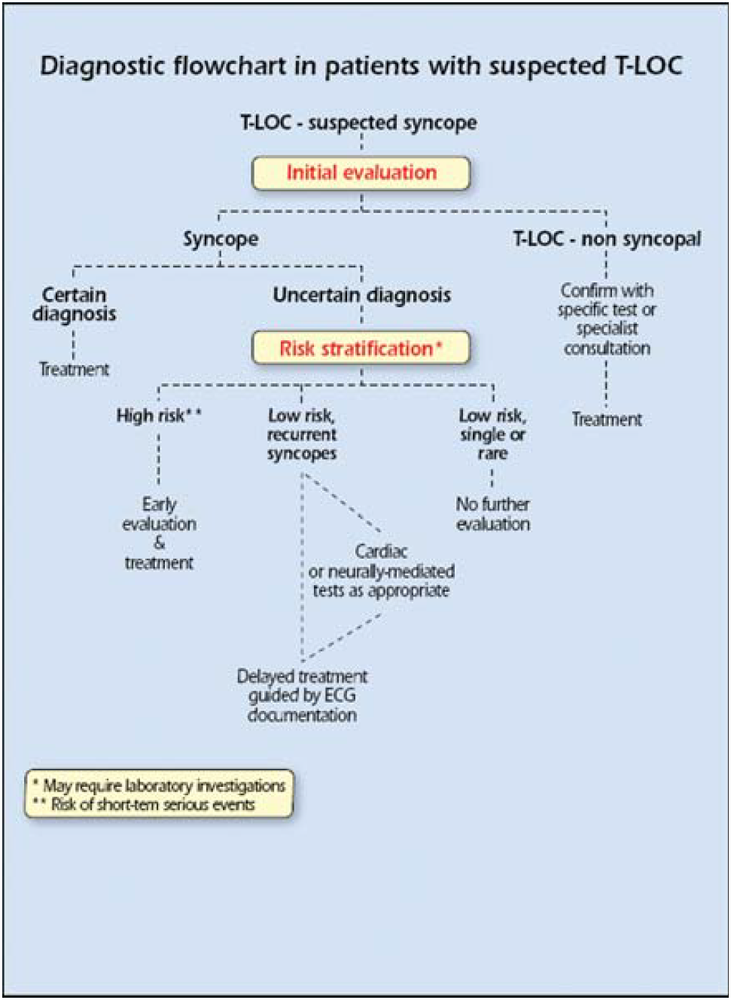 Diagnostic flowchart in patients with suspected T-LOC
T-LOC - suspected syncope
Initial evaluation
Syncope
T-LOC - non syncopal
Certain
diagnosis
Treatment
Uncertain diagnosis
Confirm with
specific test or
specialist
consultation
Treatment
Risk stratification*
High risk**
Early
evaluation
&
treatment
Low risk,
recurrent
syncopes
Cardiac
or neurally-mediated
tests as appropriate
Delayed treatment
guided by ECG
documentation
Low risk,
single or
rare
No further
evaluation
* May require laboratory investigations
** Risk of short-tem serious events